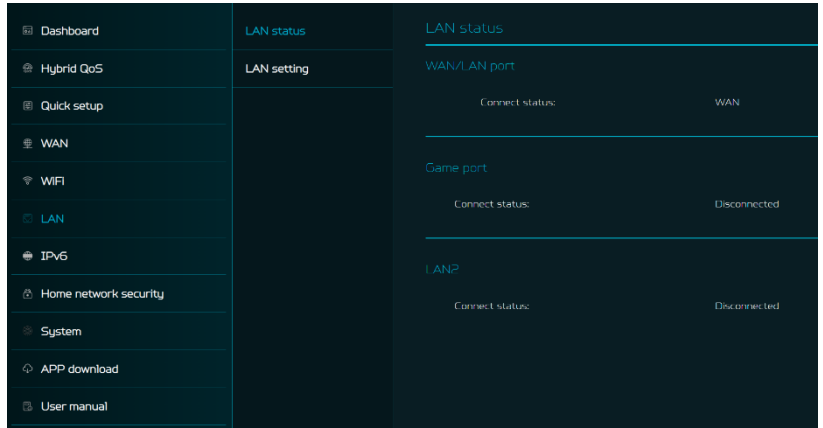 Dashboard
Hybrid QoS
Quick setup
WAN
WiFi
LAN
IPv6
Home network security
System
APP download
User manual
LAN status
LAN setting
LAN status
WAN/LAN port
Connect status: WAN
Game port
Connect status: Disconnected
LAN2
Connect status: Disconnected